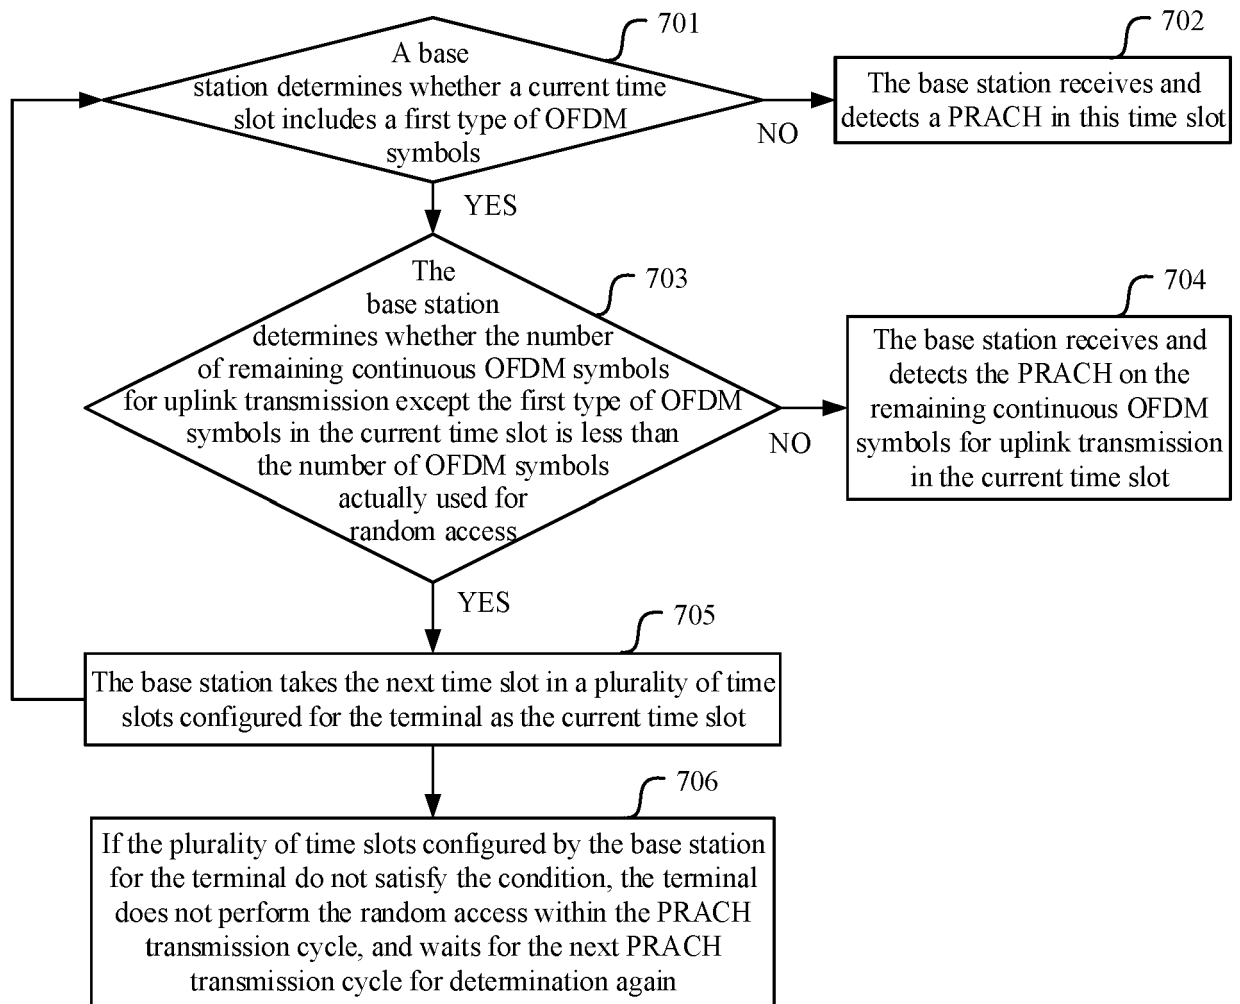 701
A base
station determines whether a current time
slot includes a first type of OFDM
symbols
702
The base station receives and
detects a PRACH in this time slot
NO
YES
703
The
base station
determines whether the number
of remaining continuous OFDM symbols
for uplink transmission except the first type of OFDM
symbols in the current time slot is less than
the number of OFDM symbols
actually used for
random access
704
The base station receives and
detects the PRACH on the
remaining continuous OFDM
symbols for uplink transmission
in the current time slot
NO
YES
705
The base station takes the next time slot in a plurality of time
slots configured for the terminal as the current time slot
706
If the plurality of time slots configured by the base station
for the terminal do not satisfy the condition, the terminal
does not perform the random access within the PRACH
transmission cycle, and waits for the next PRACH
transmission cycle for determination again